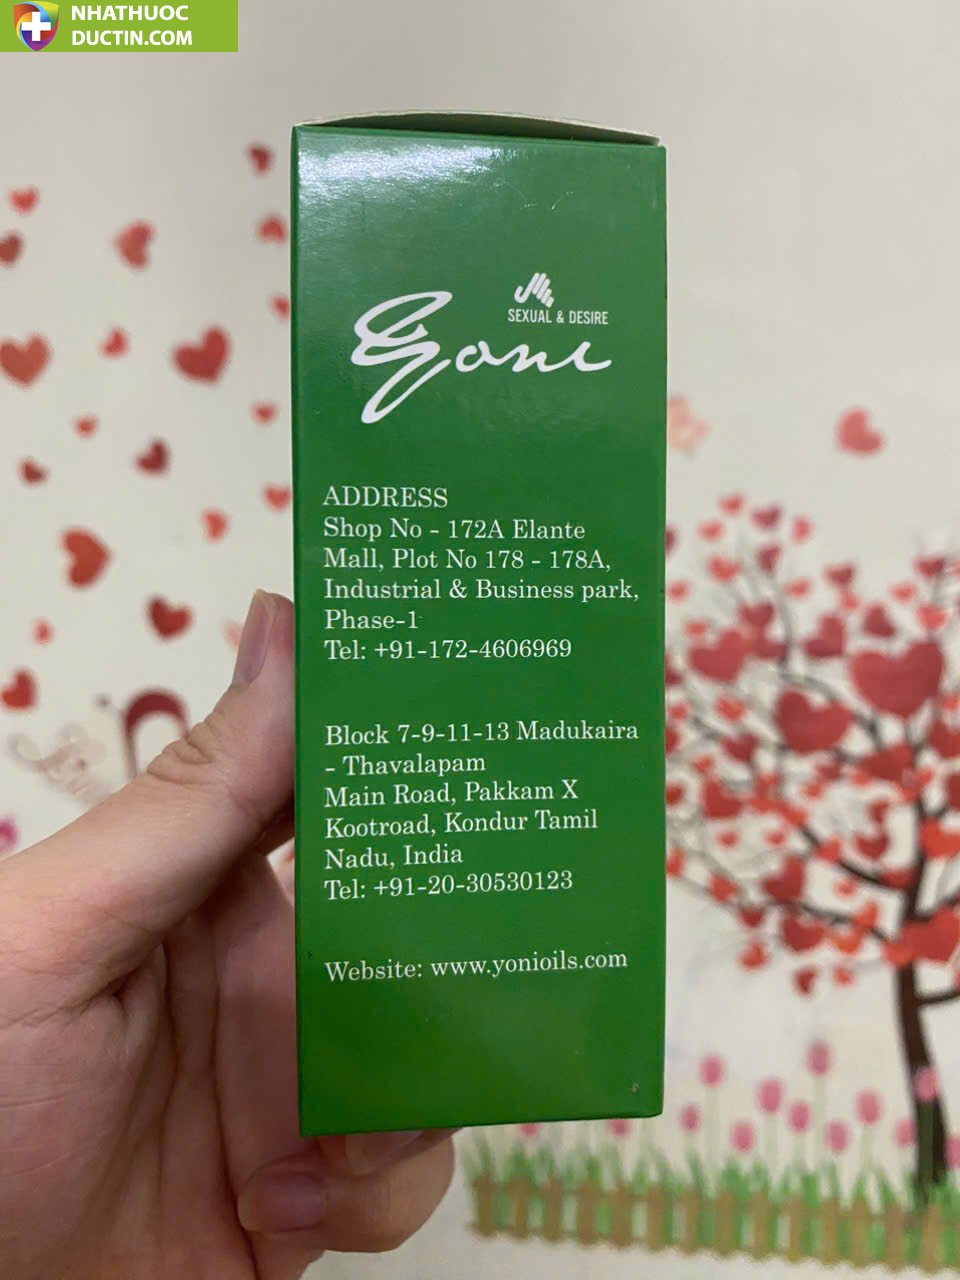 NHATHUOC
DUCTIN.COM
SEXUAL & DESIRE
Yoni
ADDRESS
Shop No - 172A Elante
Mall, Plot No 178 - 178A,
Industrial & Business park,
Phase-1
Tel: +91-172-4606969
Block 7-9-11-13 Madukaira
- Thavalapam
Main Road, Pakkam X
Kootroad, Kondur Tamil
Nadu, India
Tel: +91-20-30530123
Website: www.yonioils.com